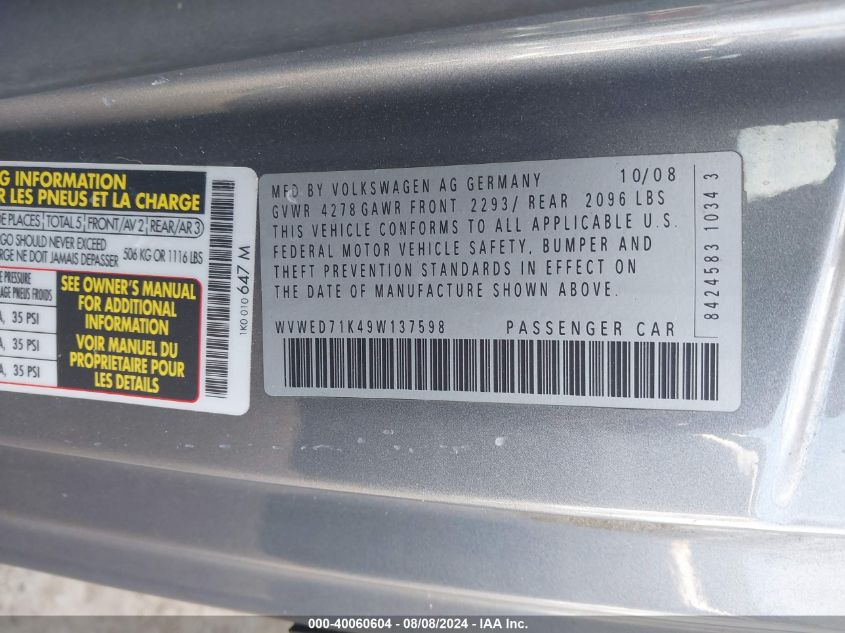 G INFORMATION
R LES PNEUS ET LA CHARGE
DE PLACES TOTAL 5 FRONT/AV 2 REAR/AR 3
GO SHOULD NEVER EXCEED
RGE NE DOIT JAMAIS DEPASSER 506 KG OR 1116 LBS
PRESSURE
LAGE PNEUS FROIDS
A, 35 PSI
A, 35 PSI
A, 35 PSI
SEE OWNER'S MANUAL
FOR ADDITIONAL
INFORMATION
VOIR MANUEL DU
PROPRIETAIRE POUR
LES DETAILS
1K0 010 647 M
MFD BY VOLKSWAGEN AG GERMANY 10/08
GVWR 4278 GAWR FRONT 2293/ REAR 2096 LBS
THIS VEHICLE CONFORMS TO ALL APPLICABLE U.S.
FEDERAL MOTOR VEHICLE SAFETY, BUMPER AND
THEFT PREVENTION STANDARDS IN EFFECT ON
THE DATE OF MANUFACTURE SHOWN ABOVE.
WVWED71K49W137598 PASSENGER CAR
8424583 1034 3
000-40060604 - 08/08/2024 - IAA Inc.